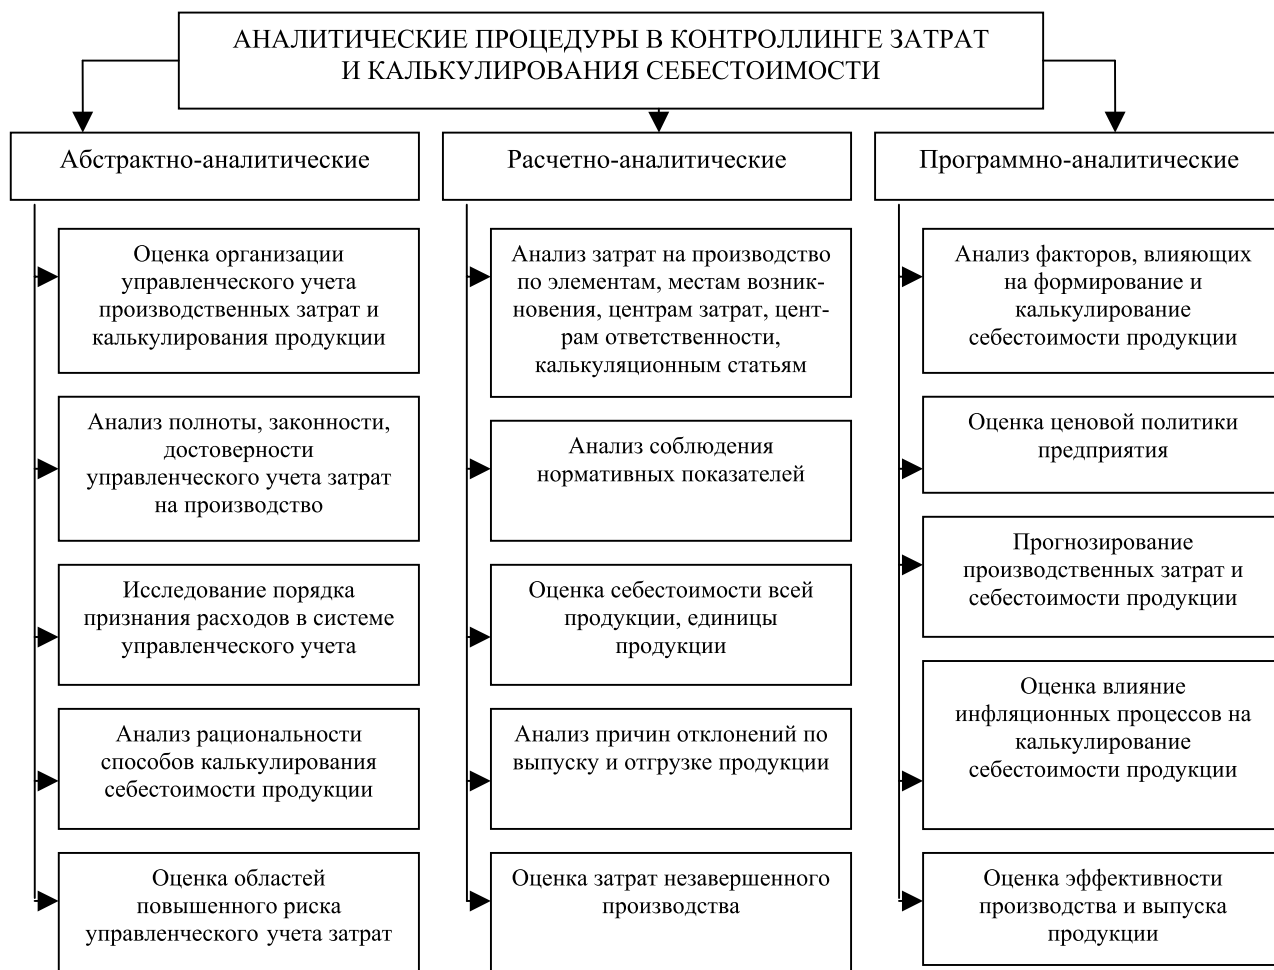 АНАЛИТИЧЕСКИЕ ПРОЦЕДУРЫ В КОНТРОЛЛИНГЕ ЗАТРАТ
И КАЛЬКУЛИРОВАНИЯ СЕБЕСТОИМОСТИ
Абстрактно-аналитические
Оценка организации
управленческого учета
производственных затрат и
калькулирования продукции
Анализ полноты, законности,
достоверности
управленческого учета затрат
на производство
Исследование порядка
признания расходов в системе
управленческого учета
Анализ рациональности
способов калькулирования
себестоимости продукции
Оценка областей
повышенного риска
управленческого учета затрат
Расчетно-аналитические
Анализ затрат на производство
по элементам, местам возник-
новения, центрам затрат, цент-
рам ответственности,
калькуляционным статьям
Анализ соблюдения
нормативных показателей
Оценка себестоимости всей
продукции, единицы
продукции
Анализ причин отклонений по
выпуску и отгрузке продукции
Оценка затрат незавершенного
производства
Программно-аналитические
Анализ факторов, влияющих
на формирование и
калькулирование
себестоимости продукции
Оценка ценовой политики
предприятия
Прогнозирование
производственных затрат и
себестоимости продукции
Оценка влияние
инфляционных процессов на
калькулирование
себестоимости продукции
Оценка эффективности
производства и выпуска
продукции